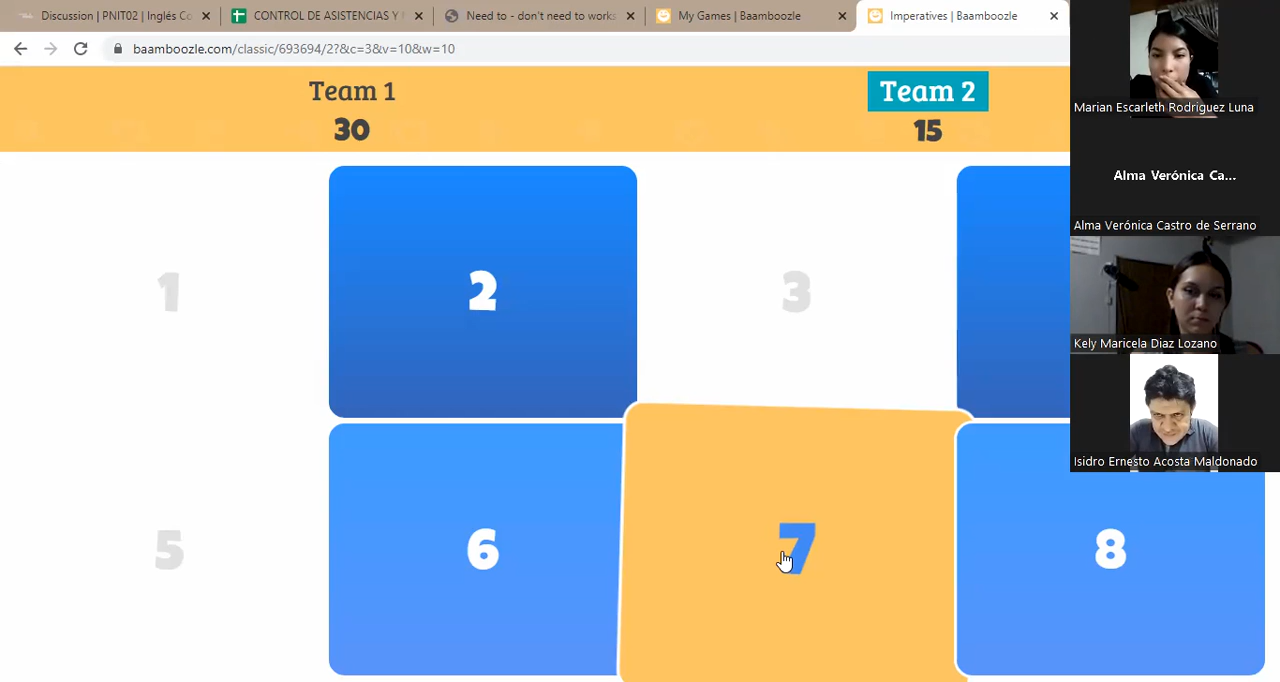 Discussion | PNIT02 | Inglés Co
CONTROL DE ASISTENCIAS Y
Need to - don't need to works
My Games | Baamboozle
Imperatives | Baamboozle
baamboozle.com/classic/693694/2?&c=3&v=10&w=10
Team 1
Team 2
30
15
1
2
3
5
6
7
8
Marian Escarleth Rodriguez Luna
Alma Verónica Ca...
Alma Verónica Castro de Serrano
Kely Maricela Diaz Lozano
Isidro Ernesto Acosta Maldonado